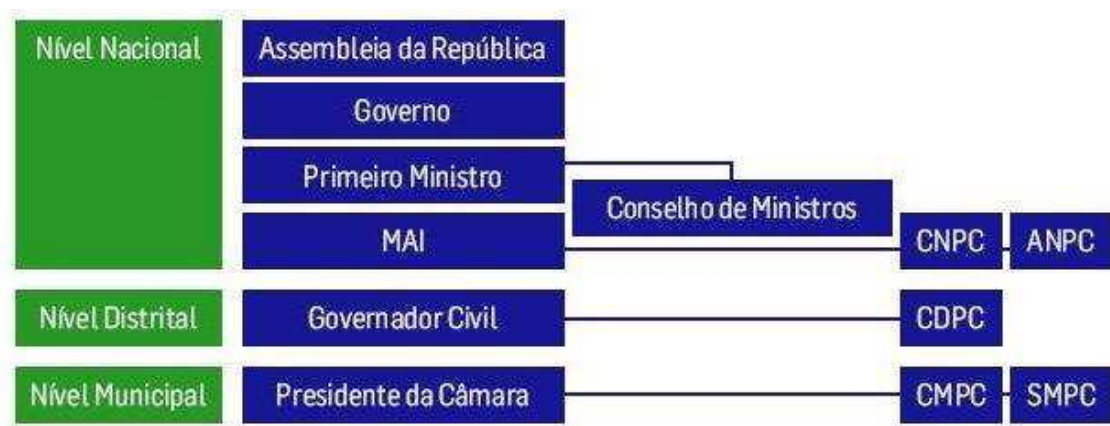 Nível Nacional
Assembleia da República
Governo
Primeiro Ministro
Conselho de Ministros
MAI
CNPC
ANPC
Nível Distrital
Governador Civil
CDPC
Nível Municipal
Presidente da Câmara
CMPC
SMPC